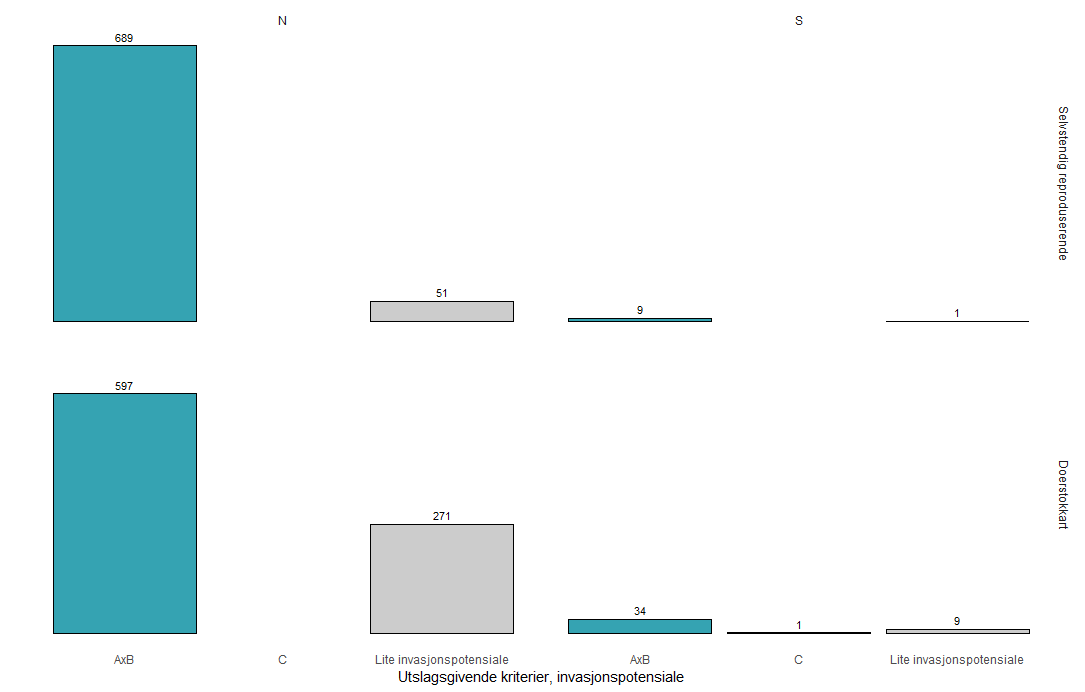 N
S
689
51
9
1
Selvstendig reproduserende
597
271
34
1
9
Doerstokkart
AxB
C
Lite invasjonspotensiale
AxB
C
Lite invasjonspotensiale
Utslagsgivende kriterier, invasjonspotensiale